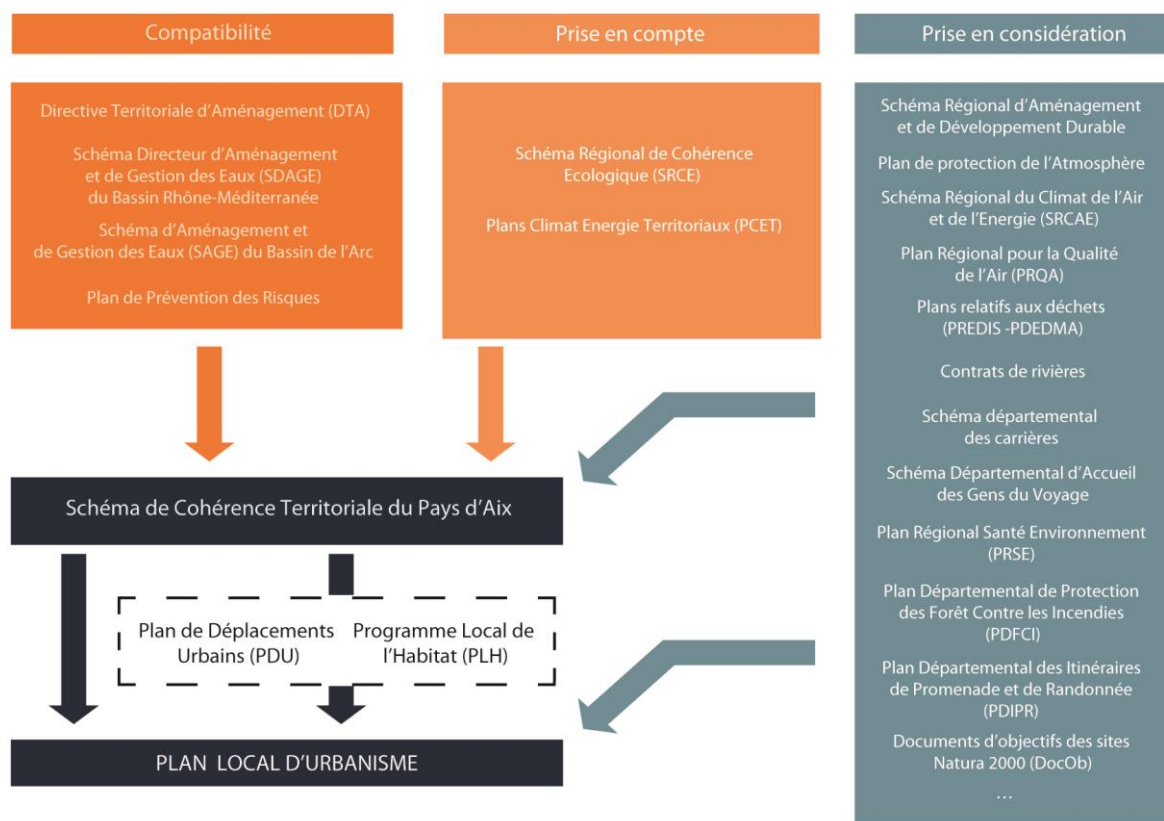 Compatibilité
Prise en compte
Prise en considération
Directive Territoriale d’Aménagement (DTA)
Schéma Directeur d’Aménagement
et de Gestion des Eaux (SDAGE)
du Bassin Rhône-Méditerranée
Schéma d’Aménagement et
de Gestion des Eaux (SAGE) du Bassin de l’Arc
Plan de Prévention des Risques
Schéma Régional de Cohérence
Ecologique (SRCE)
Plans Climat Energie Territoriaux (PCET)
Schéma Régional d’Aménagement
et de Développement Durable
Plan de protection de l’Atmosphère
Schéma Régional du Climat de l’Air
et de l’Energie (SRCAE)
Plan Régional pour la Qualité
de l’Air (PRQA)
Plans relatifs aux déchets
(PREDIS -PDEDMA)
Contrats de rivières
Schéma départemental
des carrières
Schéma Départemental d’Accueil
des Gens du Voyage
Plan Régional Santé Environnement
(PRSE)
Plan Départemental de Protection
des Forêt Contre les Incendies
(PDFCI)
Plan Départemental des Itinéraires
de Promenade et de Randonnée
(PDIPR)
Documents d’objectifs des sites
Natura 2000 (DocOb)
…
Schéma de Cohérence Territoriale du Pays d’Aix
Plan de Déplacements
Urbains (PDU)
Programme Local de
l’Habitat (PLH)
PLAN LOCAL D’URBANISME